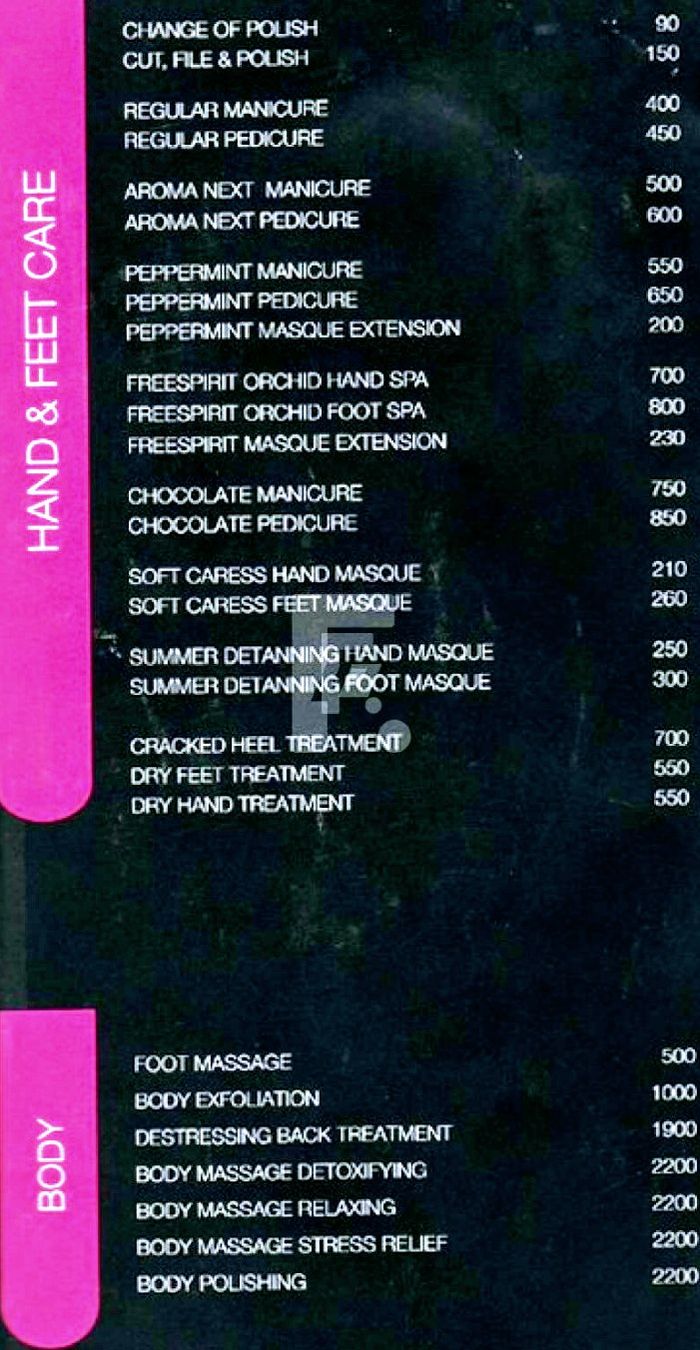 HAND & FEET CARE
CHANGE OF POLISH 90
CUT, FILE & POLISH 150
REGULAR MANICURE 400
REGULAR PEDICURE 450
AROMA NEXT MANICURE 500
AROMA NEXT PEDICURE 600
PEPPERMINT MANICURE 550
PEPPERMINT PEDICURE 650
PEPPERMINT MASQUE EXTENSION 200
FREESPIRIT ORCHID HAND SPA 700
FREESPIRIT ORCHID FOOT SPA 800
FREESPIRIT MASQUE EXTENSION 230
CHOCOLATE MANICURE 750
CHOCOLATE PEDICURE 850
SOFT CARESS HAND MASQUE 210
SOFT CARESS FEET MASQUE 260
SUMMER DETANNING HAND MASQUE 250
SUMMER DETANNING FOOT MASQUE 300
CRACKED HEEL TREATMENT 700
DRY FEET TREATMENT 550
DRY HAND TREATMENT 550
BODY
FOOT MASSAGE 500
BODY EXFOLIATION 1000
DESTRESSING BACK TREATMENT 1900
BODY MASSAGE DETOXIFYING 2200
BODY MASSAGE RELAXING 2200
BODY MASSAGE STRESS RELIEF 2200
BODY POLISHING 2200